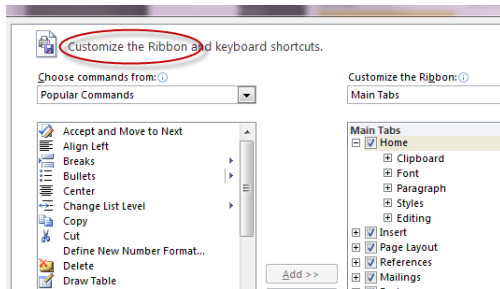 Customize the Ribbon and keyboard shortcuts.
Choose commands from:
Popular Commands
Accept and Move to Next
Align Left
Breaks
Bullets
Center
Change List Level
Copy
Cut
Define New Number Format...
Delete
Draw Table
Add >>
Customize the Ribbon:
Main Tabs
Main Tabs
Home
Clipboard
Font
Paragraph
Styles
Editing
Insert
Page Layout
References
Mailings